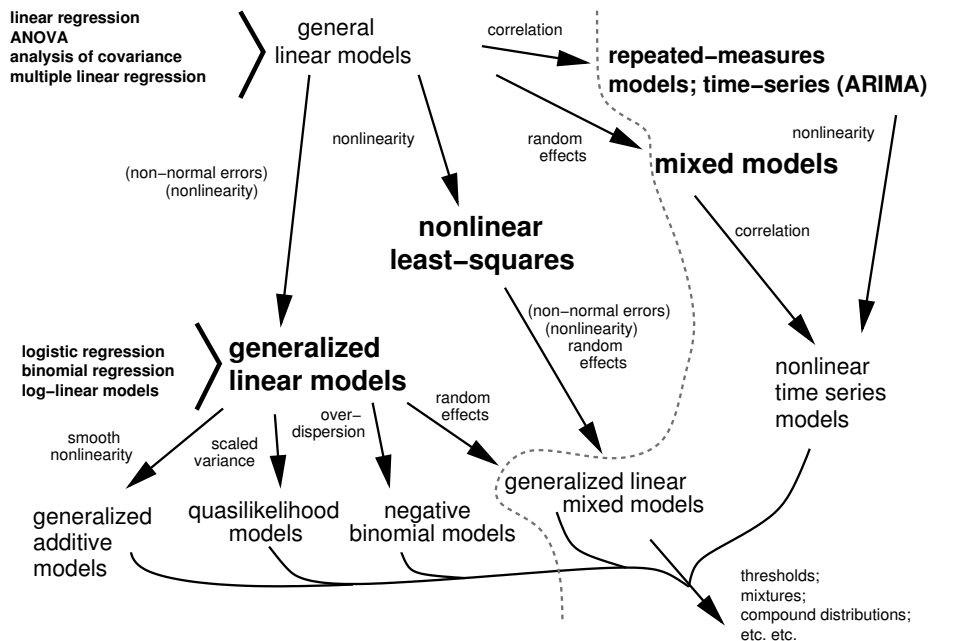 linear regression
ANOVA
analysis of covariance
multiple linear regression
general
linear models
correlation
repeated−measures
models; time−series (ARIMA)
nonlinearity
random
effects
nonlinearity
mixed models
(non−normal errors)
(nonlinearity)
correlation
nonlinear
least−squares
(non−normal errors)
(nonlinearity)
random
effects
logistic regression
binomial regression
log−linear models
generalized
linear models
nonlinear
time series
models
smooth
nonlinearity
scaled
variance
over−
dispersion
random
effects
generalized
additive
models
quasilikelihood
models
negative
binomial models
generalized linear
mixed models
thresholds;
mixtures;
compound distributions;
etc. etc.